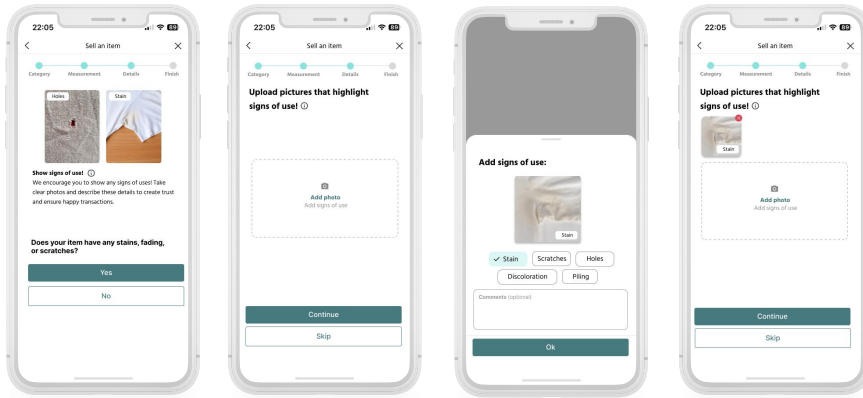 22:05
89
Sell an item
Category Measurement Details Finish
Holes
Stain
Show signs of use!
We encourage you to show any signs of uses! Take
clear photos and describe these details to create trust
and ensure happy transactions.
Does your item have any stains, fading,
or scratches?
Yes
No
22:05
89
Sell an item
Category Measurement Details Finish
Upload pictures that highlight
signs of use!
Add photo
Add signs of use
Continue
Skip
Add signs of use:
Stain
Stain Scratches Holes
Discoloration Piling
Comments (optional)
Ok
22:05
89
Sell an item
Category Measurement Details Finish
Upload pictures that highlight
signs of use!
Stain
Add photo
Add signs of use
Continue
Skip